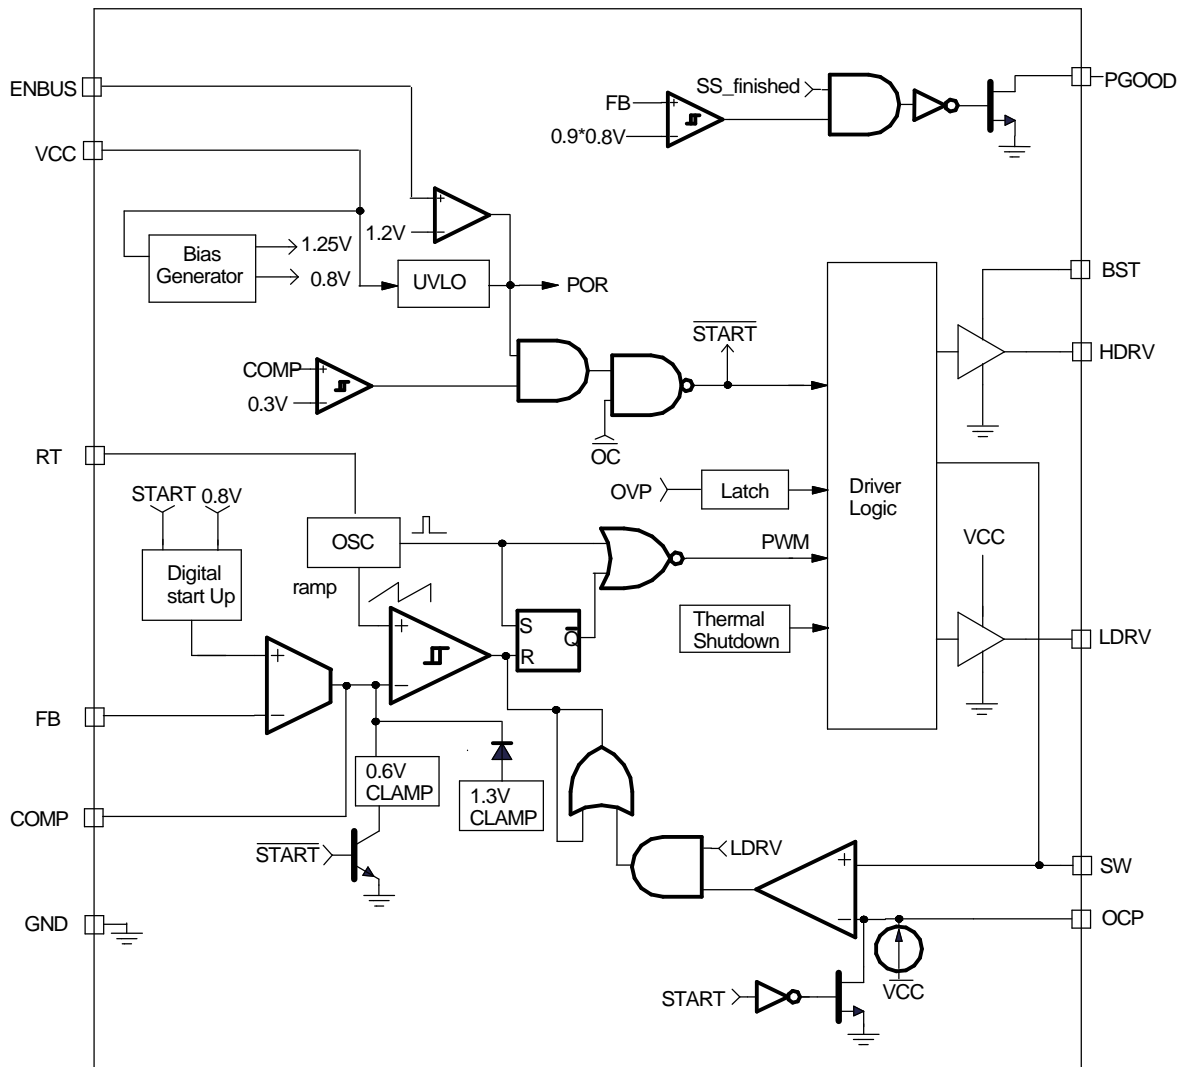 ENBUS
SS_finished
PGOOD
FB
+
0.9*0.8V
−
VCC
+
1.2V
−
Bias
Generator
1.25V
0.8V
UVLO
POR
BST
START
HDRV
COMP
+
0.3V
−
OC
RT
START
0.8V
OVP
Latch
Driver
Logic
VCC
OSC
PWM
Digital
start Up
ramp
+
S
Q
R
Thermal
Shutdown
LDRV
+
−
−
FB
0.6V
CLAMP
1.3V
CLAMP
COMP
START
LDRV
+
SW
−
OCP
GND
START
VCC